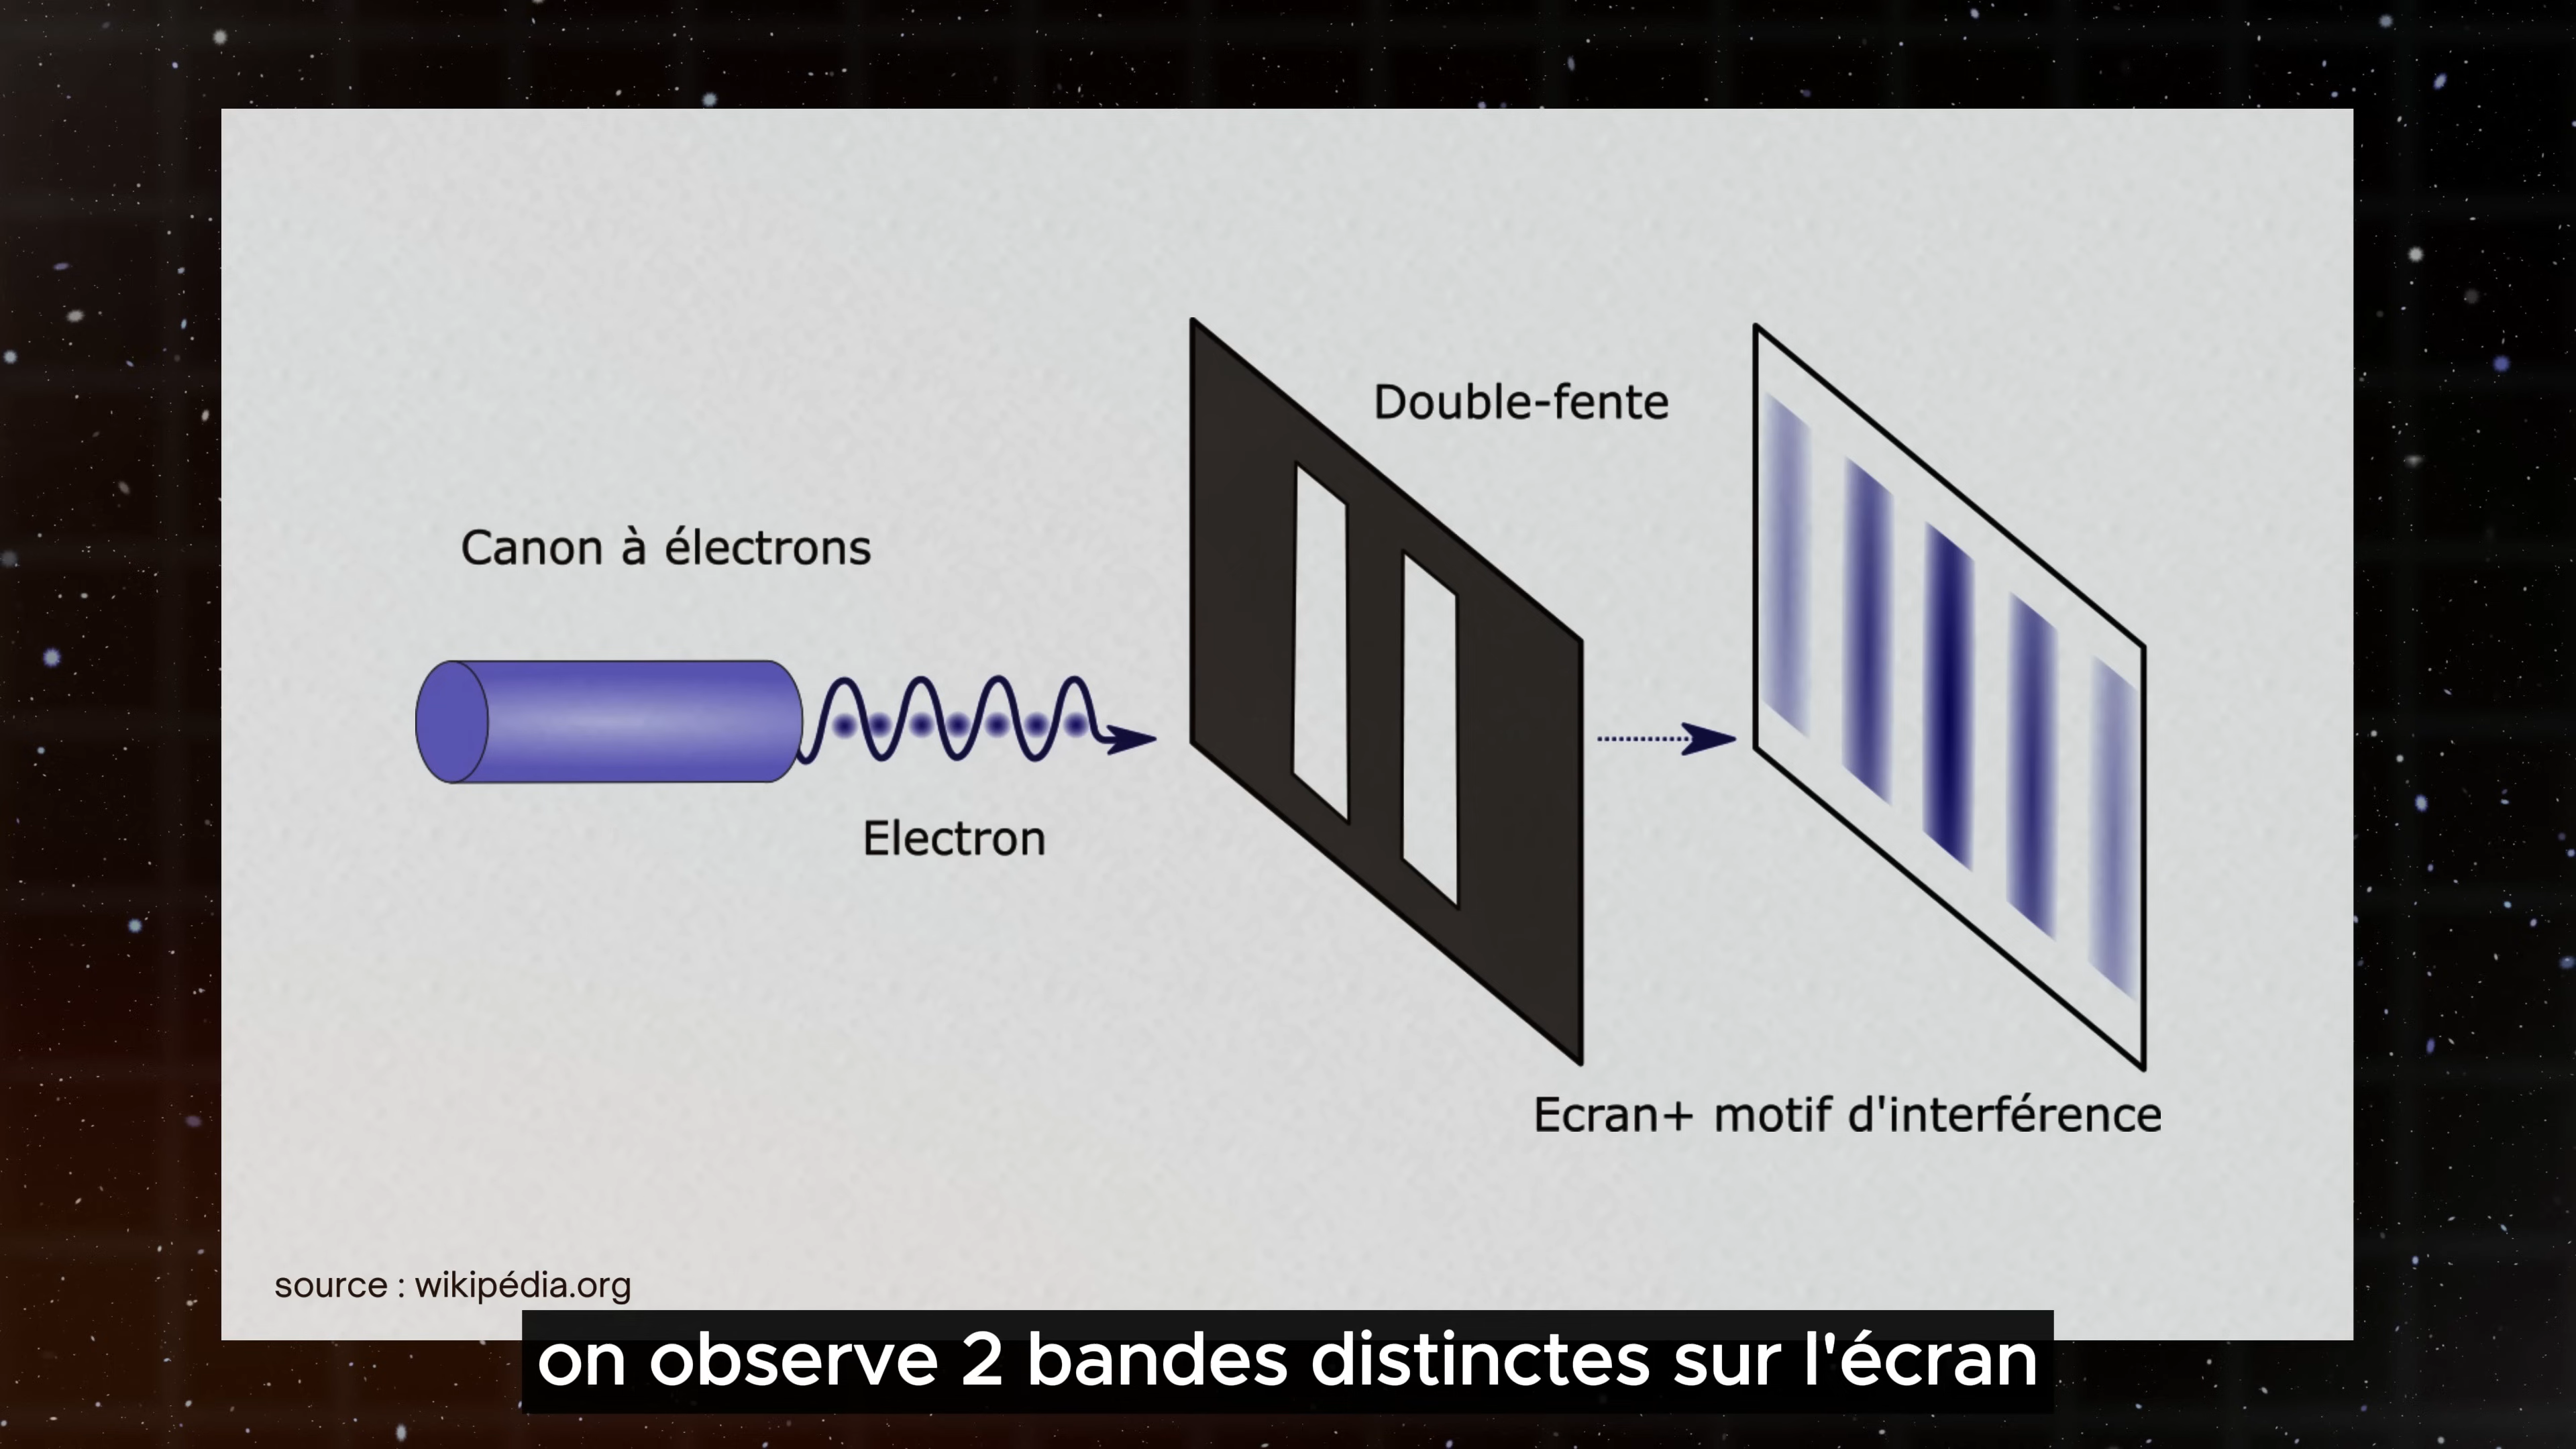 Double-fente
Canon à électrons
Electron
Ecran+ motif d'interférence
source : wikipédia.org
on observe 2 bandes distinctes sur l'écran